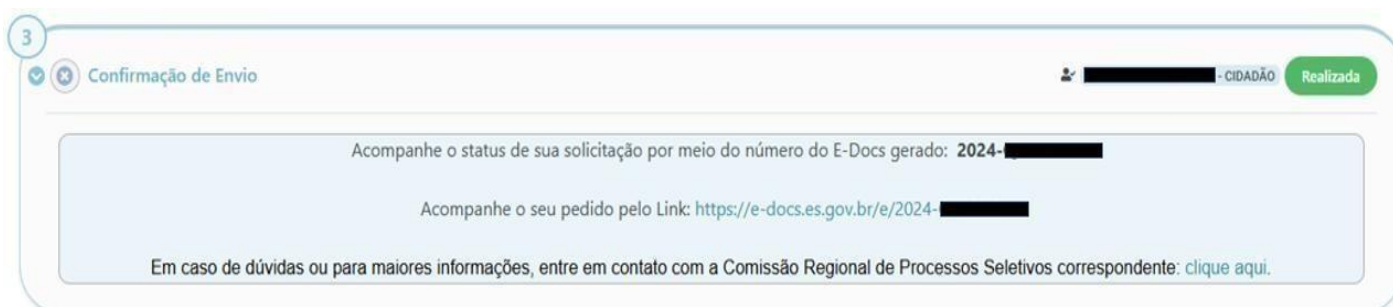 3
Confirmação de Envio - CIDADÃO Realizada
Acompanhe o status de sua solicitação por meio do número do E-Docs gerado: 2024-
Acompanhe o seu pedido pelo Link: https://e-docs.es.gov.br/e/2024-
Em caso de dúvidas ou para maiores informações, entre em contato com a Comissão Regional de Processos Seletivos correspondente: clique aqui.